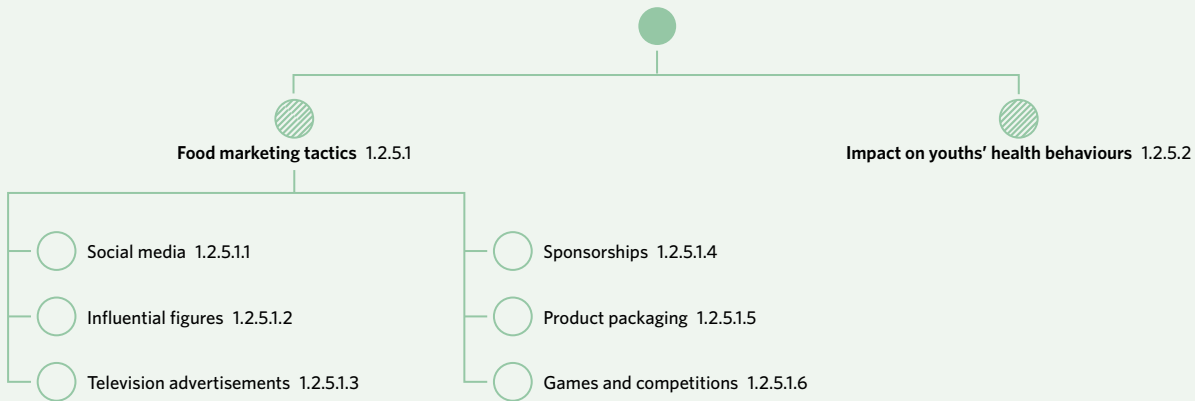 Food marketing tactics 1.2.5.1
Impact on youths’ health behaviours 1.2.5.2
Social media 1.2.5.1.1
Influential figures 1.2.5.1.2
Television advertisements 1.2.5.1.3
Sponsorships 1.2.5.1.4
Product packaging 1.2.5.1.5
Games and competitions 1.2.5.1.6